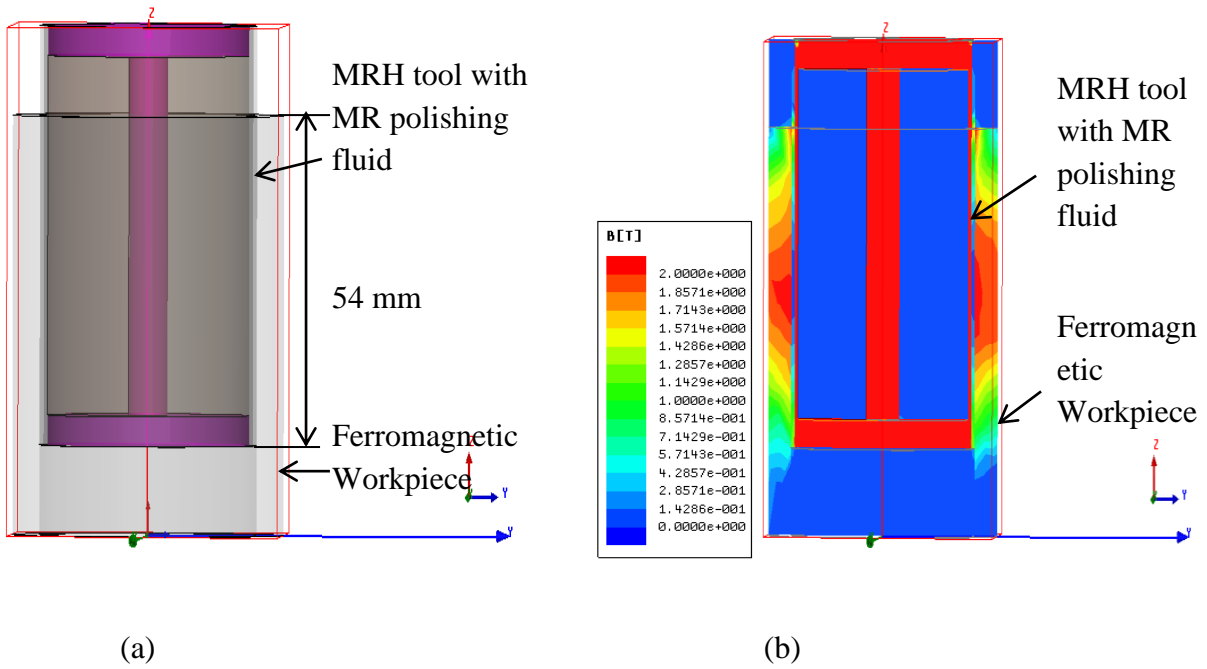 Z
MRH tool with
MR polishing
fluid
54 mm
Ferromagnetic
Workpiece
Z
Y
Y
(a)
Z
MRH tool
with MR
polishing
fluid
B[T]
2.0000e+000
1.8571e+000
1.7143e+000
1.5714e+000
1.4286e+000
1.2857e+000
1.1429e+000
1.0000e+000
8.5714e-001
7.1429e-001
5.7143e-001
4.2857e-001
2.8571e-001
1.4286e-001
0.0000e+000
Ferromagn
etic
Workpiece
Z
Y
Y
(b)